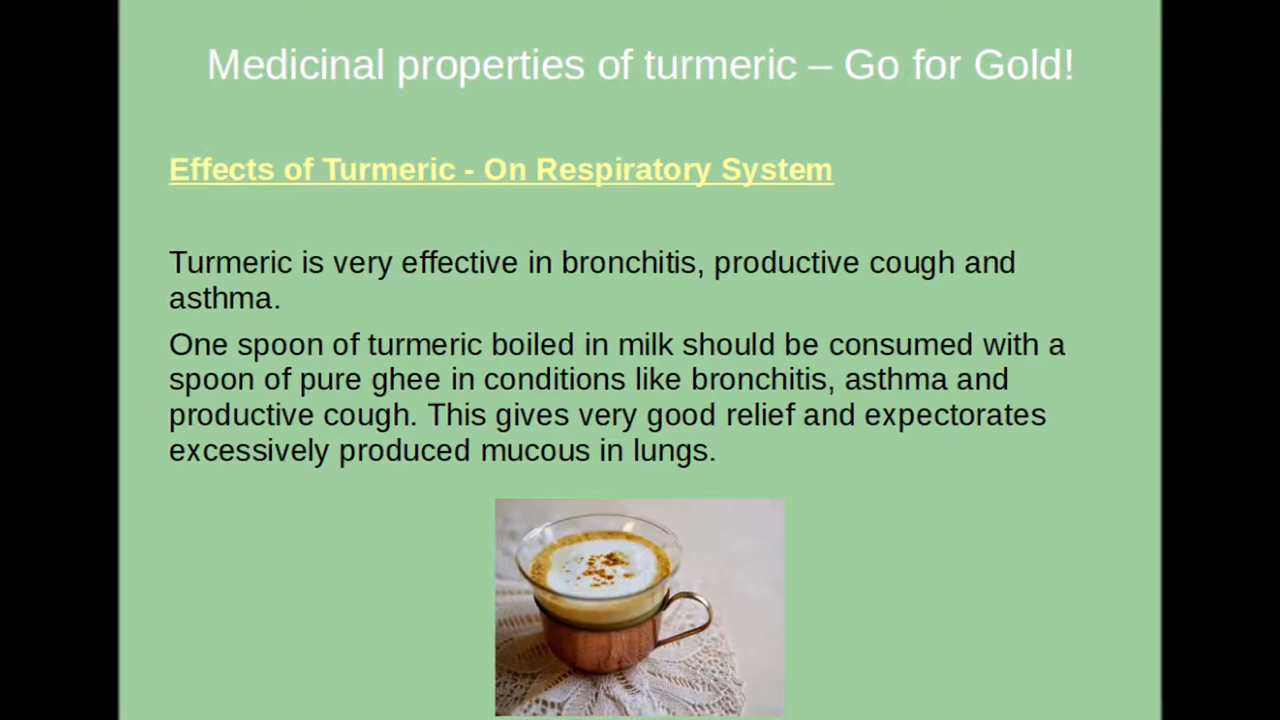 Medicinal properties of turmeric – Go for Gold!
Effects of Turmeric - On Respiratory System
Turmeric is very effective in bronchitis, productive cough and
asthma.
One spoon of turmeric boiled in milk should be consumed with a
spoon of pure ghee in conditions like bronchitis, asthma and
productive cough. This gives very good relief and expectorates
excessively produced mucous in lungs.